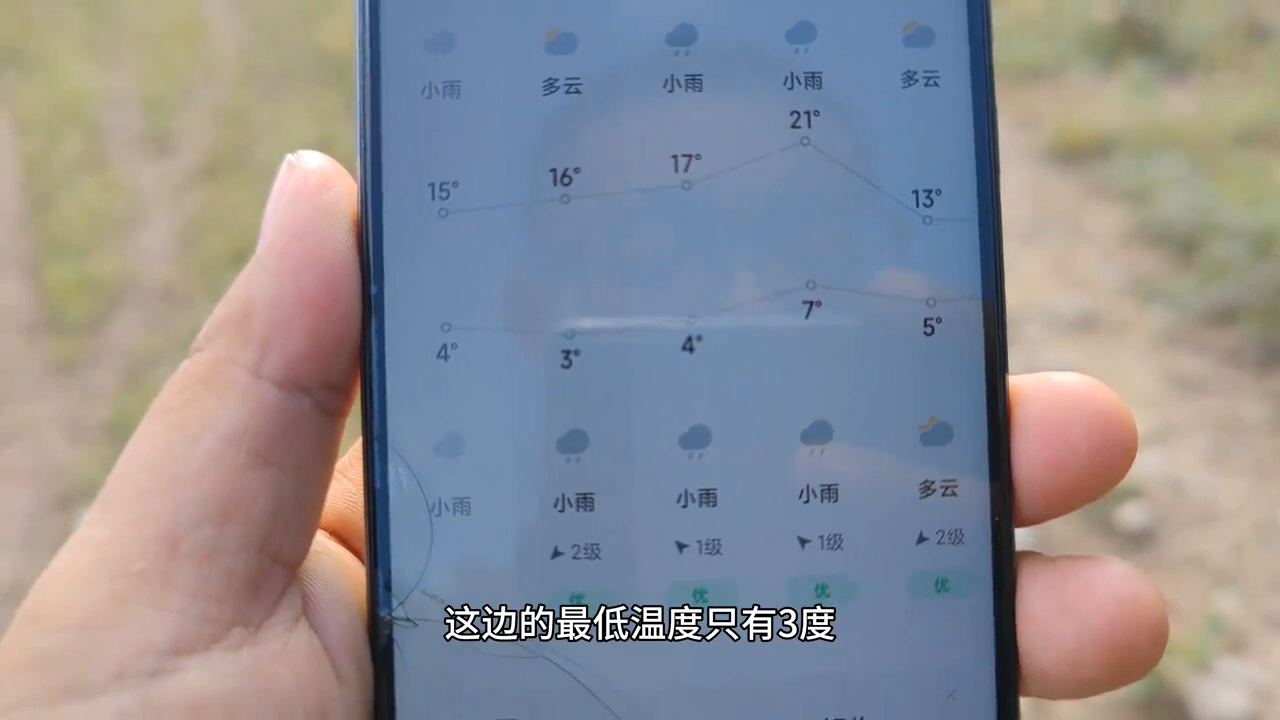 小雨 多云 小雨 小雨 多云
15° 16° 17° 21° 13°
4° 3° 4° 7° 5°
小雨 小雨 小雨 小雨 多云
2级 1级 1级 2级
优 优 优 优
这边的最低温度只有3度